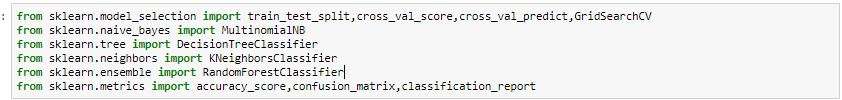 : from sklearn.model_selection import train_test_split,cross_val_score,cross_val_predict,GridSearchCV
from sklearn.naive_bayes import MultinomialNB
from sklearn.tree import DecisionTreeClassifier
from sklearn.neighbors import KNeighborsClassifier
from sklearn.ensemble import RandomForestClassifier
from sklearn.metrics import accuracy_score,confusion_matrix,classification_report